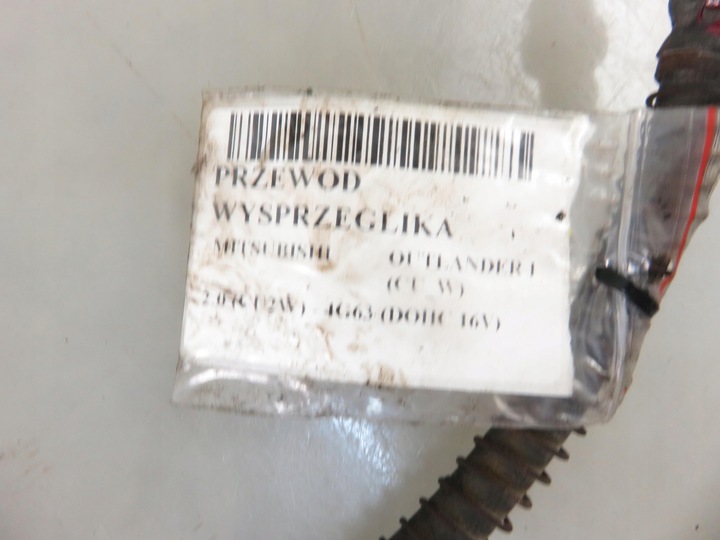 PRZEWOD
WYSPRZEGLIKA
MITSUBISHI OUTLANDER I
(CU_W)
2.0 (CU2W) 4G63 (DOHC 16V)